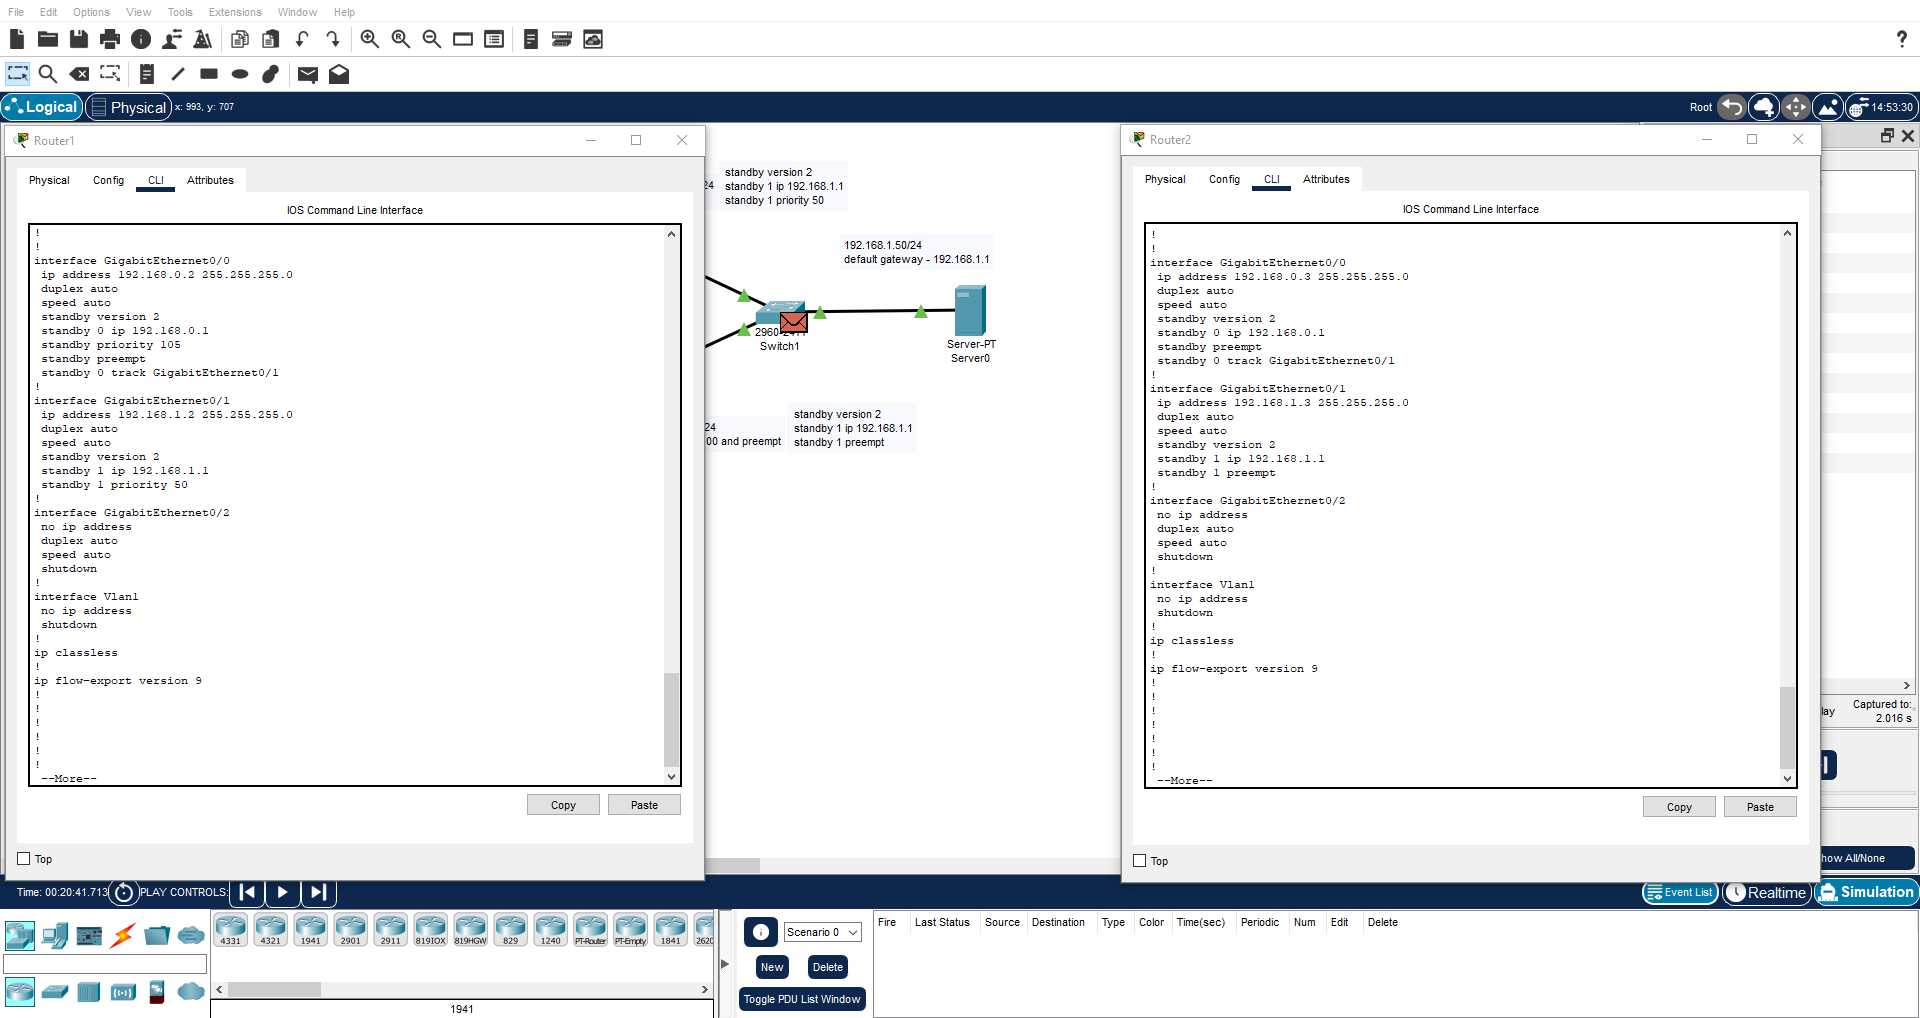 File Edit Options View Tools Extensions Window Help
?
Logical Physical x: 993, y: 707 Root 14:53:30
Router1
Physical Config CLI Attributes
IOS Command Line Interface
!
!
interface GigabitEthernet0/0
ip address 192.168.0.2 255.255.255.0
duplex auto
speed auto
standby version 2
standby 0 ip 192.168.0.1
standby priority 105
standby preempt
standby 0 track GigabitEthernet0/1
!
interface GigabitEthernet0/1
ip address 192.168.1.2 255.255.255.0
duplex auto
speed auto
standby version 2
standby 1 ip 192.168.1.1
standby 1 priority 50
!
interface GigabitEthernet0/2
no ip address
duplex auto
speed auto
shutdown
!
interface Vlan1
no ip address
shutdown
!
ip classless
!
ip flow-export version 9
!
!
!
!
!
!
--More--
Copy Paste
Top
24
standby version 2
standby 1 ip 192.168.1.1
standby 1 priority 50
192.168.1.50/24
default gateway - 192.168.1.1
Switch1
Server-PT
Server0
24
00 and preempt
standby version 2
standby 1 ip 192.168.1.1
standby 1 preempt
Router2
Physical Config CLI Attributes
IOS Command Line Interface
!
!
interface GigabitEthernet0/0
ip address 192.168.0.3 255.255.255.0
duplex auto
speed auto
standby version 2
standby 0 ip 192.168.0.1
standby preempt
standby 0 track GigabitEthernet0/1
!
interface GigabitEthernet0/1
ip address 192.168.1.3 255.255.255.0
duplex auto
speed auto
standby version 2
standby 1 ip 192.168.1.1
standby 1 preempt
!
interface GigabitEthernet0/2
no ip address
duplex auto
speed auto
shutdown
!
interface Vlan1
no ip address
shutdown
!
ip classless
!
ip flow-export version 9
!
!
!
!
!
!
!
--More--
Copy Paste
Top
lay Captured to:
2.016 s
how All/None
Time: 00:20:41.713 PLAY CONTROLS: Event List Realtime Simulation
4331 4321 1941 2901 2911 819IOX 819HGW 829 1240 PT-Router PT-Empty 1841 2620
1941
Scenario 0
New Delete
Toggle PDU List Window
Fire Last Status Source Destination Type Color Time(sec) Periodic Num Edit Delete